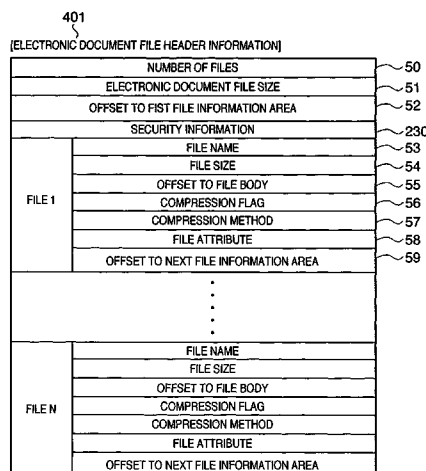 401
[ELECTRONIC DOCUMENT FILE HEADER INFORMATION]
NUMBER OF FILES 50
ELECTRONIC DOCUMENT FILE SIZE 51
OFFSET TO FIST FILE INFORMATION AREA 52
SECURITY INFORMATION 230
FILE NAME 53
FILE SIZE 54
OFFSET TO FILE BODY 55
FILE 1 COMPRESSION FLAG 56
COMPRESSION METHOD 57
FILE ATTRIBUTE 58
OFFSET TO NEXT FILE INFORMATION AREA 59
FILE NAME
FILE SIZE
OFFSET TO FILE BODY
FILE N COMPRESSION FLAG
COMPRESSION METHOD
FILE ATTRIBUTE
OFFSET TO NEXT FILE INFORMATION AREA